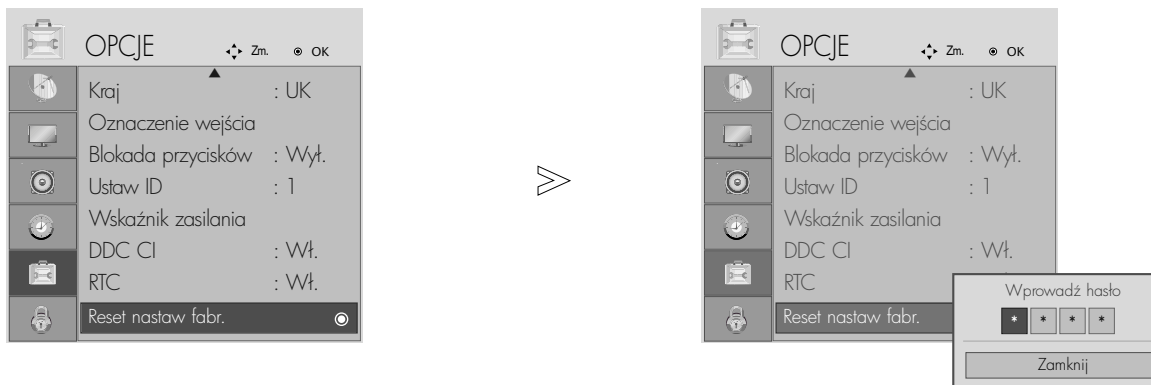 OPCJE Zm. OK
Kraj : UK
Oznaczenie wejścia
Blokada przycisków : Wył.
Ustaw ID : 1
Wskaźnik zasilania
DDC CI : Wł.
RTC : Wł.
Reset nastaw fabr.
>
OPCJE Zm. OK
Kraj : UK
Oznaczenie wejścia
Blokada przycisków : Wył.
Ustaw ID : 1
Wskaźnik zasilania
DDC CI : Wł.
RTC
Reset nastaw fabr.
Wprowadź hasło
* * * *
Zamknij